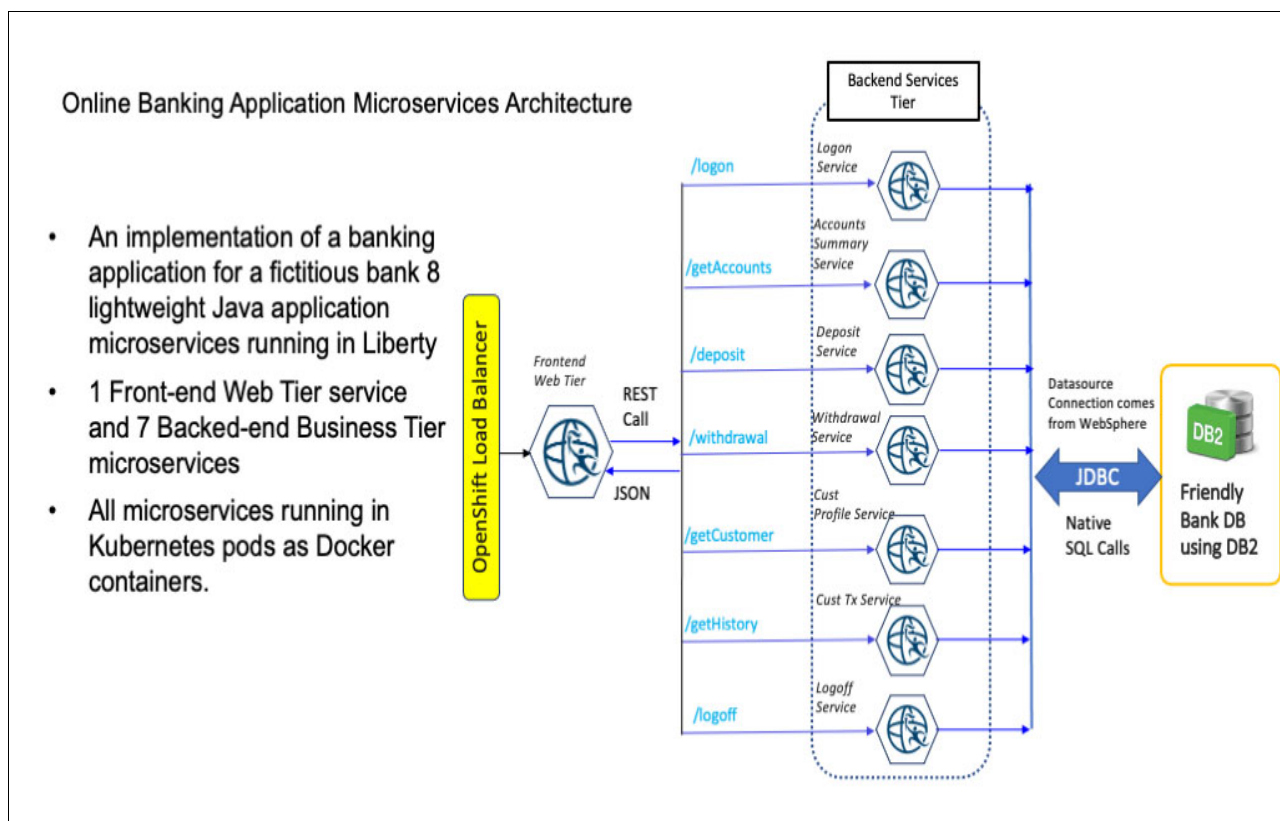 Online Banking Application Microservices Architecture
• An implementation of a banking
application for a fictitious bank 8
lightweight Java application
microservices running in Liberty
• 1 Front-end Web Tier service
and 7 Backed-end Business Tier
microservices
• All microservices running in
Kubernetes pods as Docker
containers.
OpenShift Load Balancer
Frontend
Web Tier
REST
Call
JSON
Backend Services
Tier
/logon
Logon
Service
/getAccounts
Accounts
Summary
Service
/deposit
Deposit
Service
/withdrawal
Withdrawal
Service
/getCustomer
Cust
Profile Service
/getHistory
Cust Tx Service
/logoff
Logoff
Service
Datasource
Connection comes
from WebSphere
JDBC
Native
SQL Calls
DB2
Friendly
Bank DB
using DB2